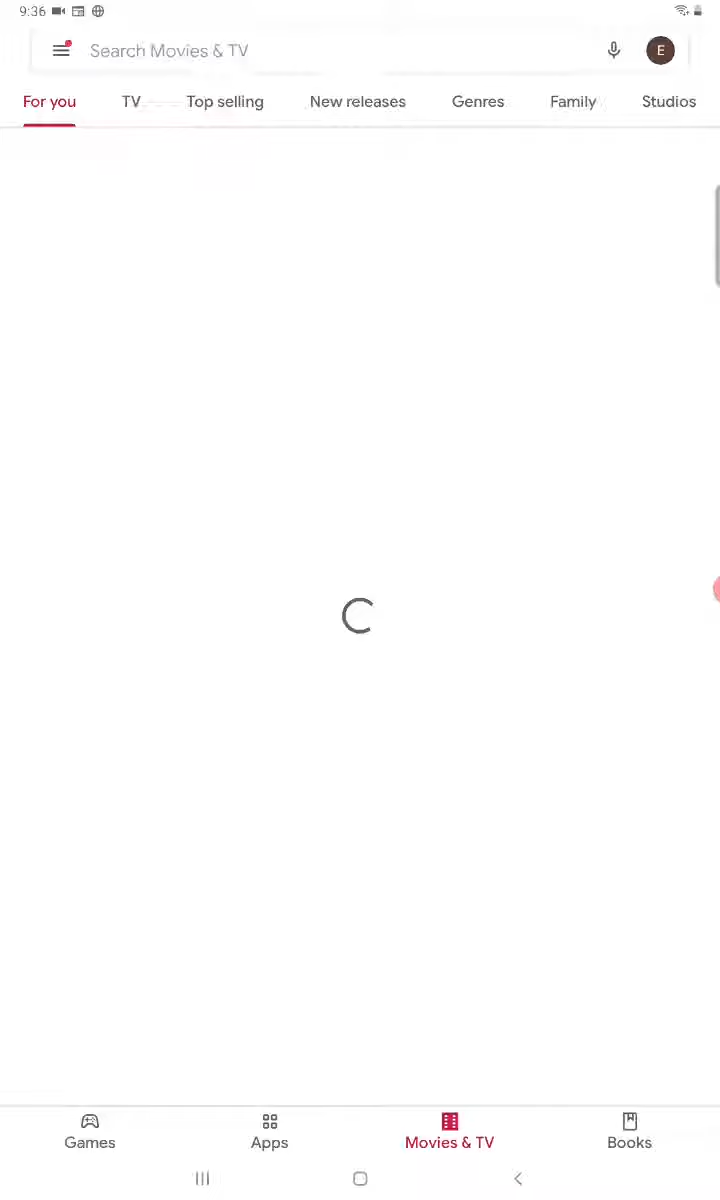 9:36
Search Movies & TV
E
For you TV Top selling New releases Genres Family Studios
Games Apps Movies & TV Books